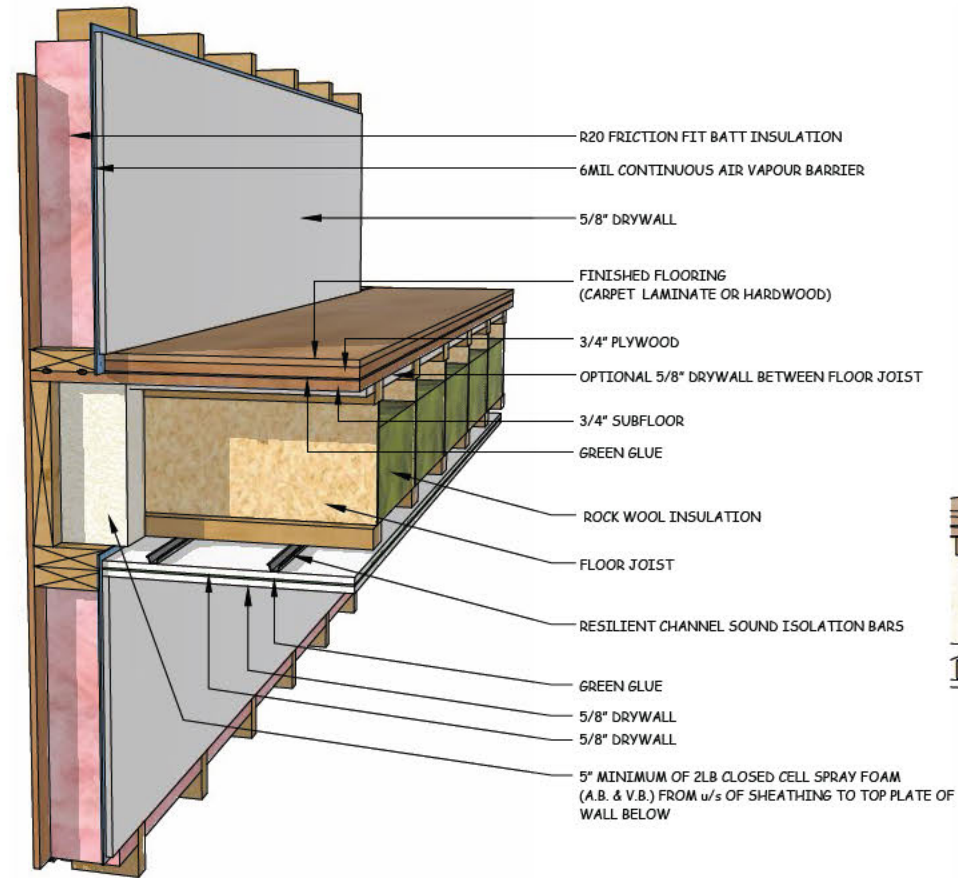 R20 FRICTION FIT BATT INSULATION
6MIL CONTINUOUS AIR VAPOUR BARRIER
5/8" DRYWALL
FINISHED FLOORING
(CARPET LAMINATE OR HARDWOOD)
3/4" PLYWOOD
OPTIONAL 5/8" DRYWALL BETWEEN FLOOR JOIST
3/4" SUBFLOOR
GREEN GLUE
ROCK WOOL INSULATION
FLOOR JOIST
RESILIENT CHANNEL SOUND ISOLATION BARS
GREEN GLUE
5/8" DRYWALL
5/8" DRYWALL
5" MINIMUM OF 2LB CLOSED CELL SPRAY FOAM
(A.B. & V.B.) FROM u/s OF SHEATHING TO TOP PLATE OF
WALL BELOW